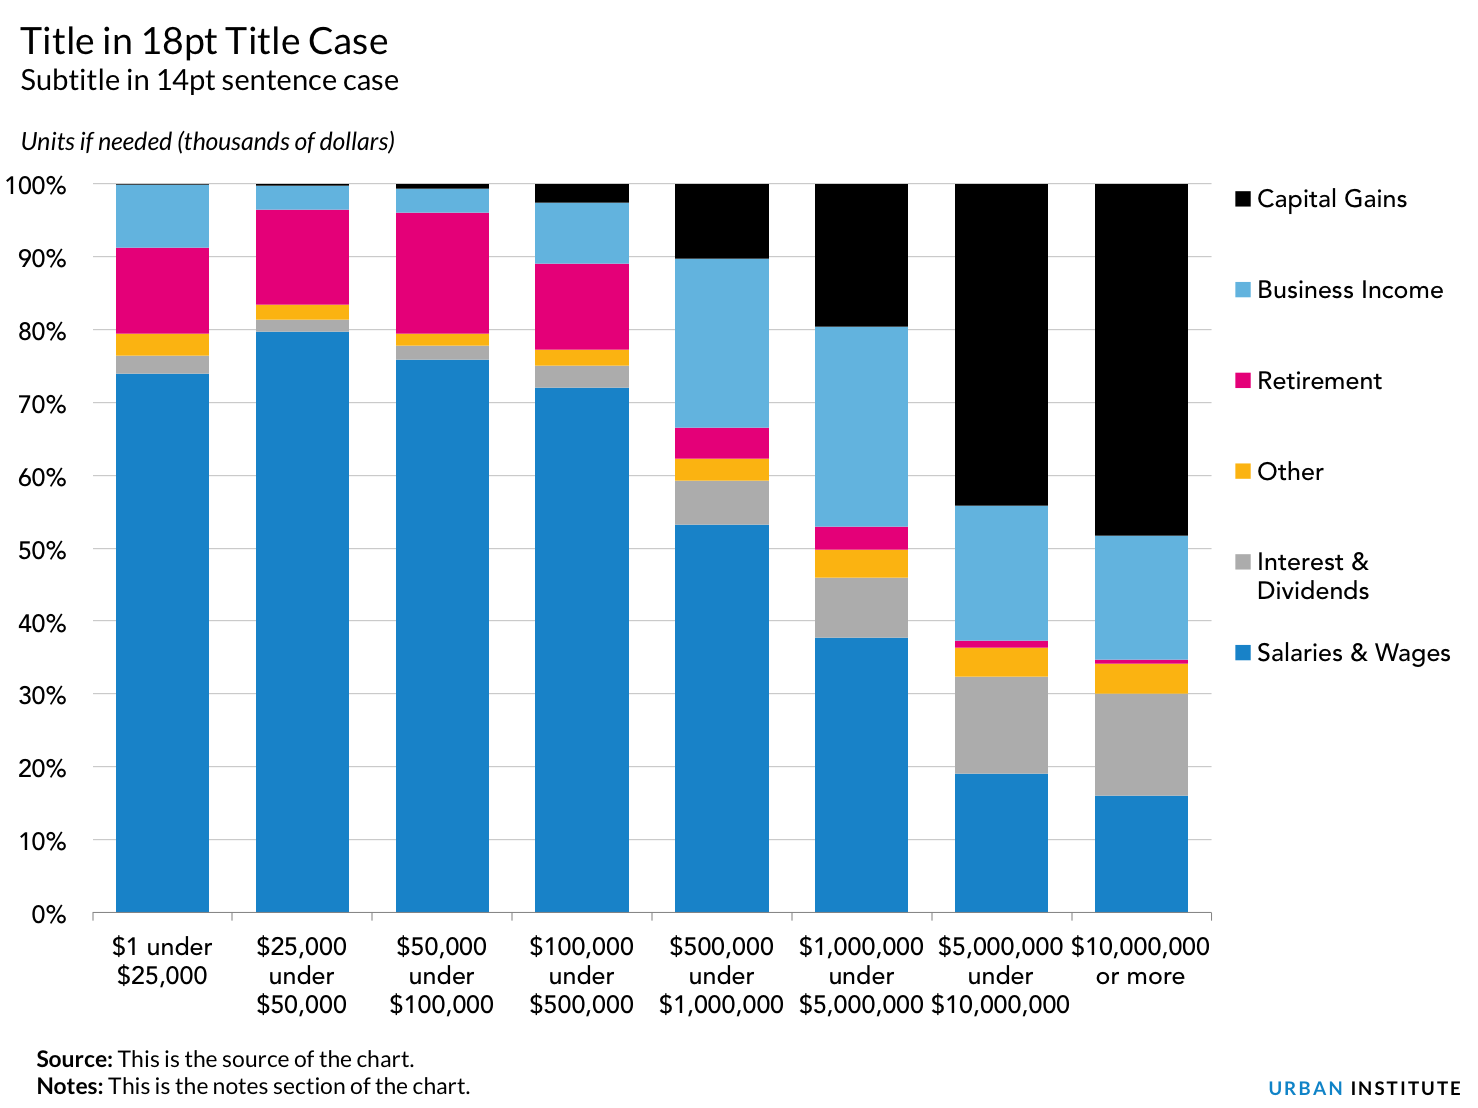 Title in 18pt Title Case
Subtitle in 14pt sentence case
Units if needed (thousands of dollars)
100%
90%
80%
70%
60%
50%
40%
30%
20%
10%
0%
Capital Gains
Business Income
Retirement
Other
Interest &
Dividends
Salaries & Wages
$1 under
$25,000
$25,000
under
$50,000
$50,000
under
$100,000
$100,000
under
$500,000
$500,000
under
$1,000,000
$1,000,000
under
$5,000,000
$5,000,000
under
$10,000,000
$10,000,000
or more
Source: This is the source of the chart.
Notes: This is the notes section of the chart.
URBAN INSTITUTE